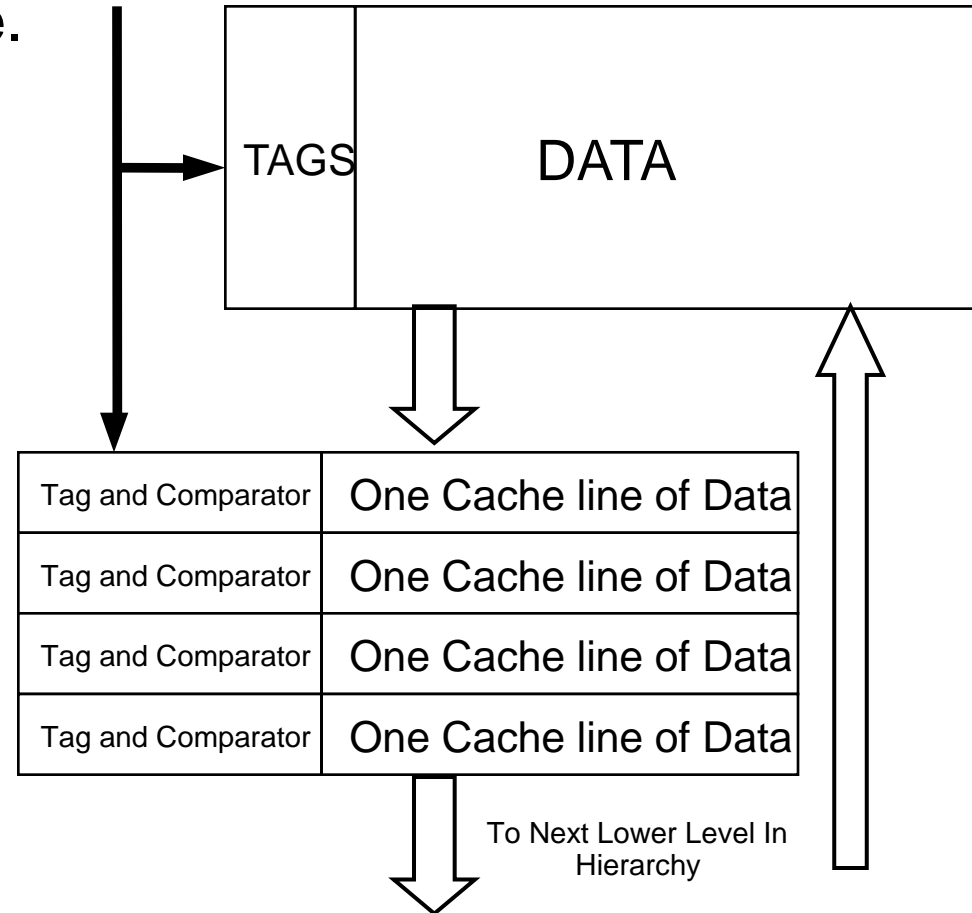 e.
TAGS
DATA
Tag and Comparator
One Cache line of Data
Tag and Comparator
One Cache line of Data
Tag and Comparator
One Cache line of Data
Tag and Comparator
One Cache line of Data
To Next Lower Level In
Hierarchy